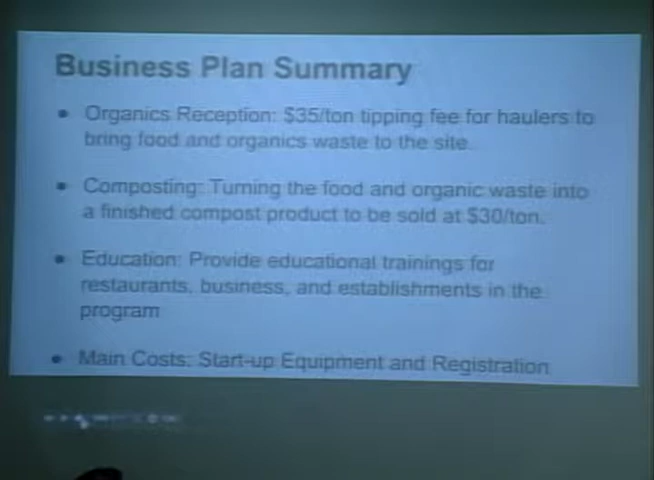 Business Plan Summary
● Organics Reception: $35/ton tipping fee for haulers to
bring food and organics waste to the site.
● Composting: Turning the food and organic waste into
a finished compost product to be sold at $30/ton.
● Education: Provide educational trainings for
restaurants, business, and establishments in the
program
● Main Costs: Start-up Equipment and Registration